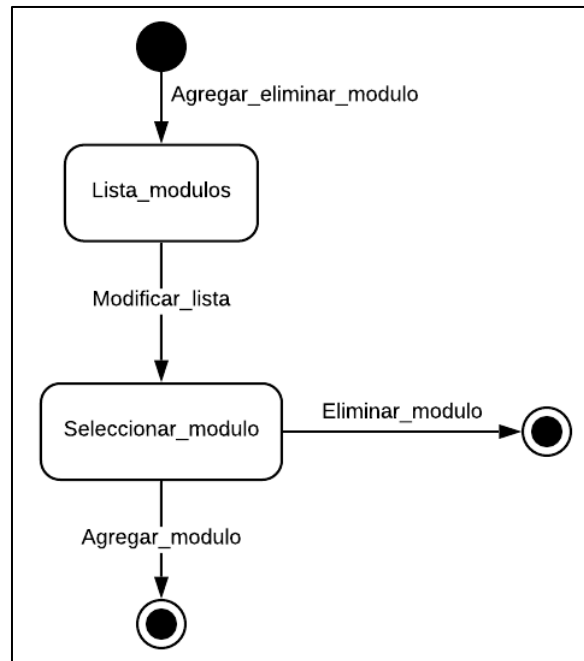 Agregar_eliminar_modulo
Lista_modulos
Modificar_lista
Seleccionar_modulo
Eliminar_modulo
Agregar_modulo